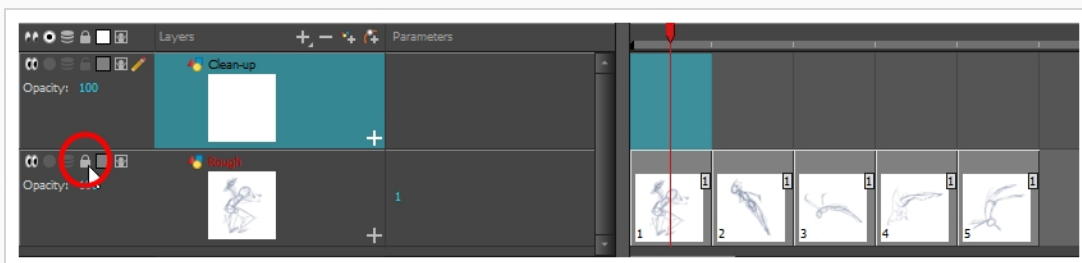 Layers
Parameters
Clean-up
Opacity: 100
Rough
Opacity:
1
1 1 1 1 1
1 2 3 4 5